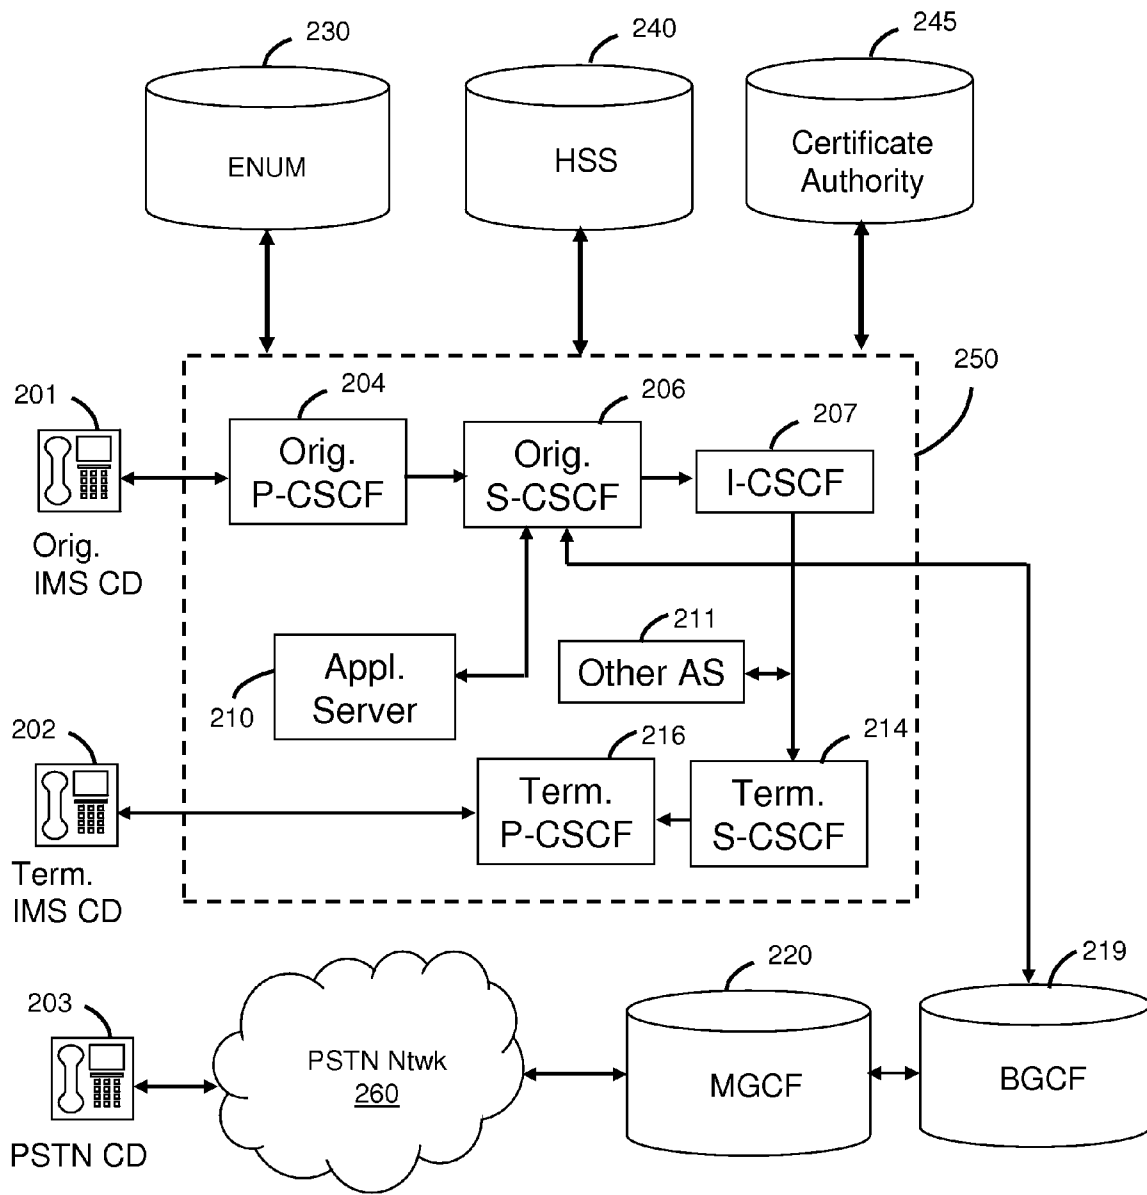 230
240
245
ENUM
HSS
Certificate
Authority
250
201
204
206
207
Orig.
P-CSCF
Orig.
S-CSCF
I-CSCF
Orig.
IMS CD
211
Other AS
Appl.
Server
210
202
216
214
Term.
P-CSCF
Term.
S-CSCF
Term.
IMS CD
203
220
219
PSTN Ntwk
260
MGCF
BGCF
PSTN CD